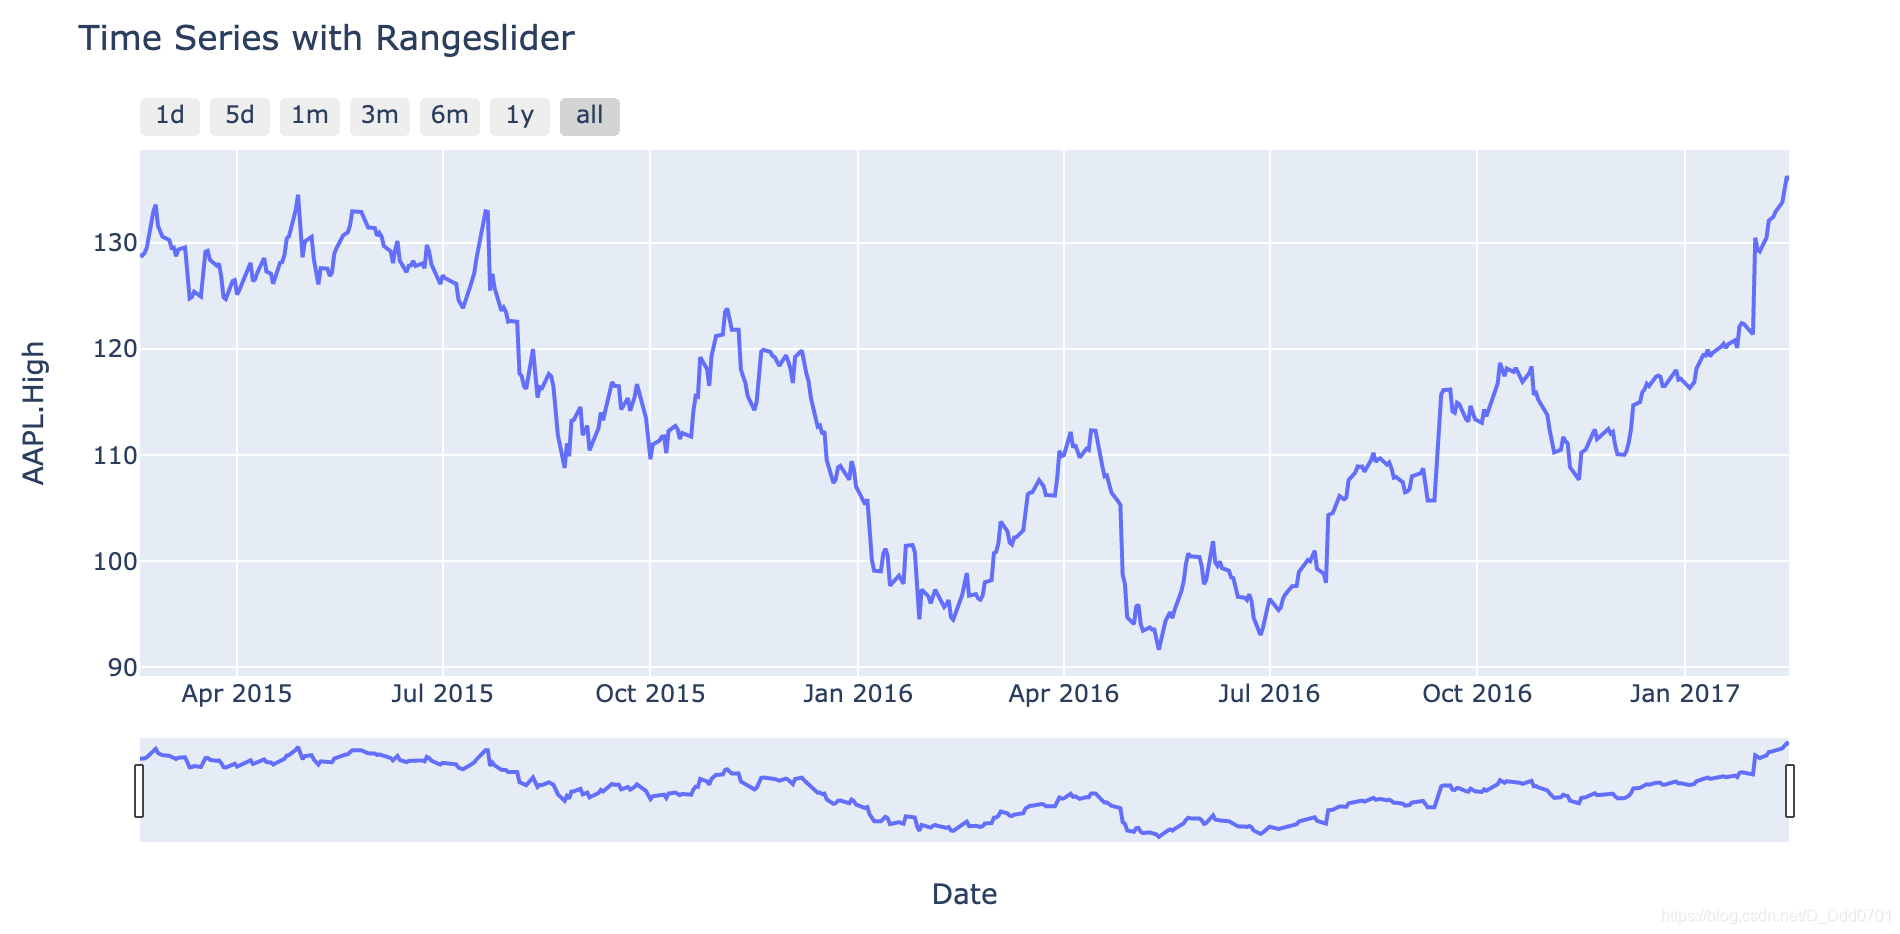 Time Series with Rangeslider
1d 5d 1m 3m 6m 1y all
130
120
110
100
90
AAPL.High
Apr 2015 Jul 2015 Oct 2015 Jan 2016 Apr 2016 Jul 2016 Oct 2016 Jan 2017
Date
https://blog.csdn.net/D_Ddd0701